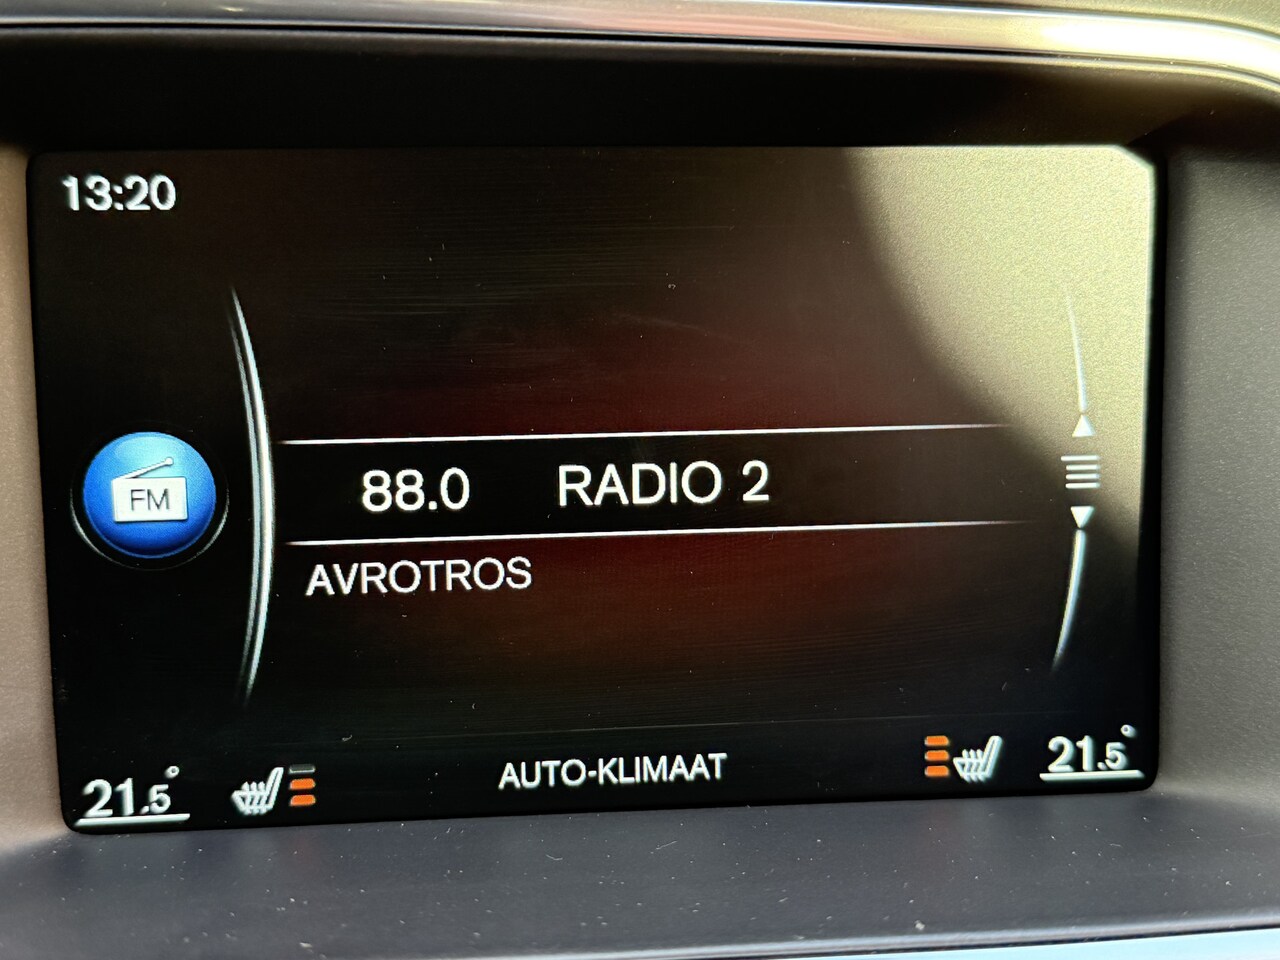 13:20
FM
88.0 RADIO 2
AVROTROS
21.5° AUTO-KLIMAAT 21.5°